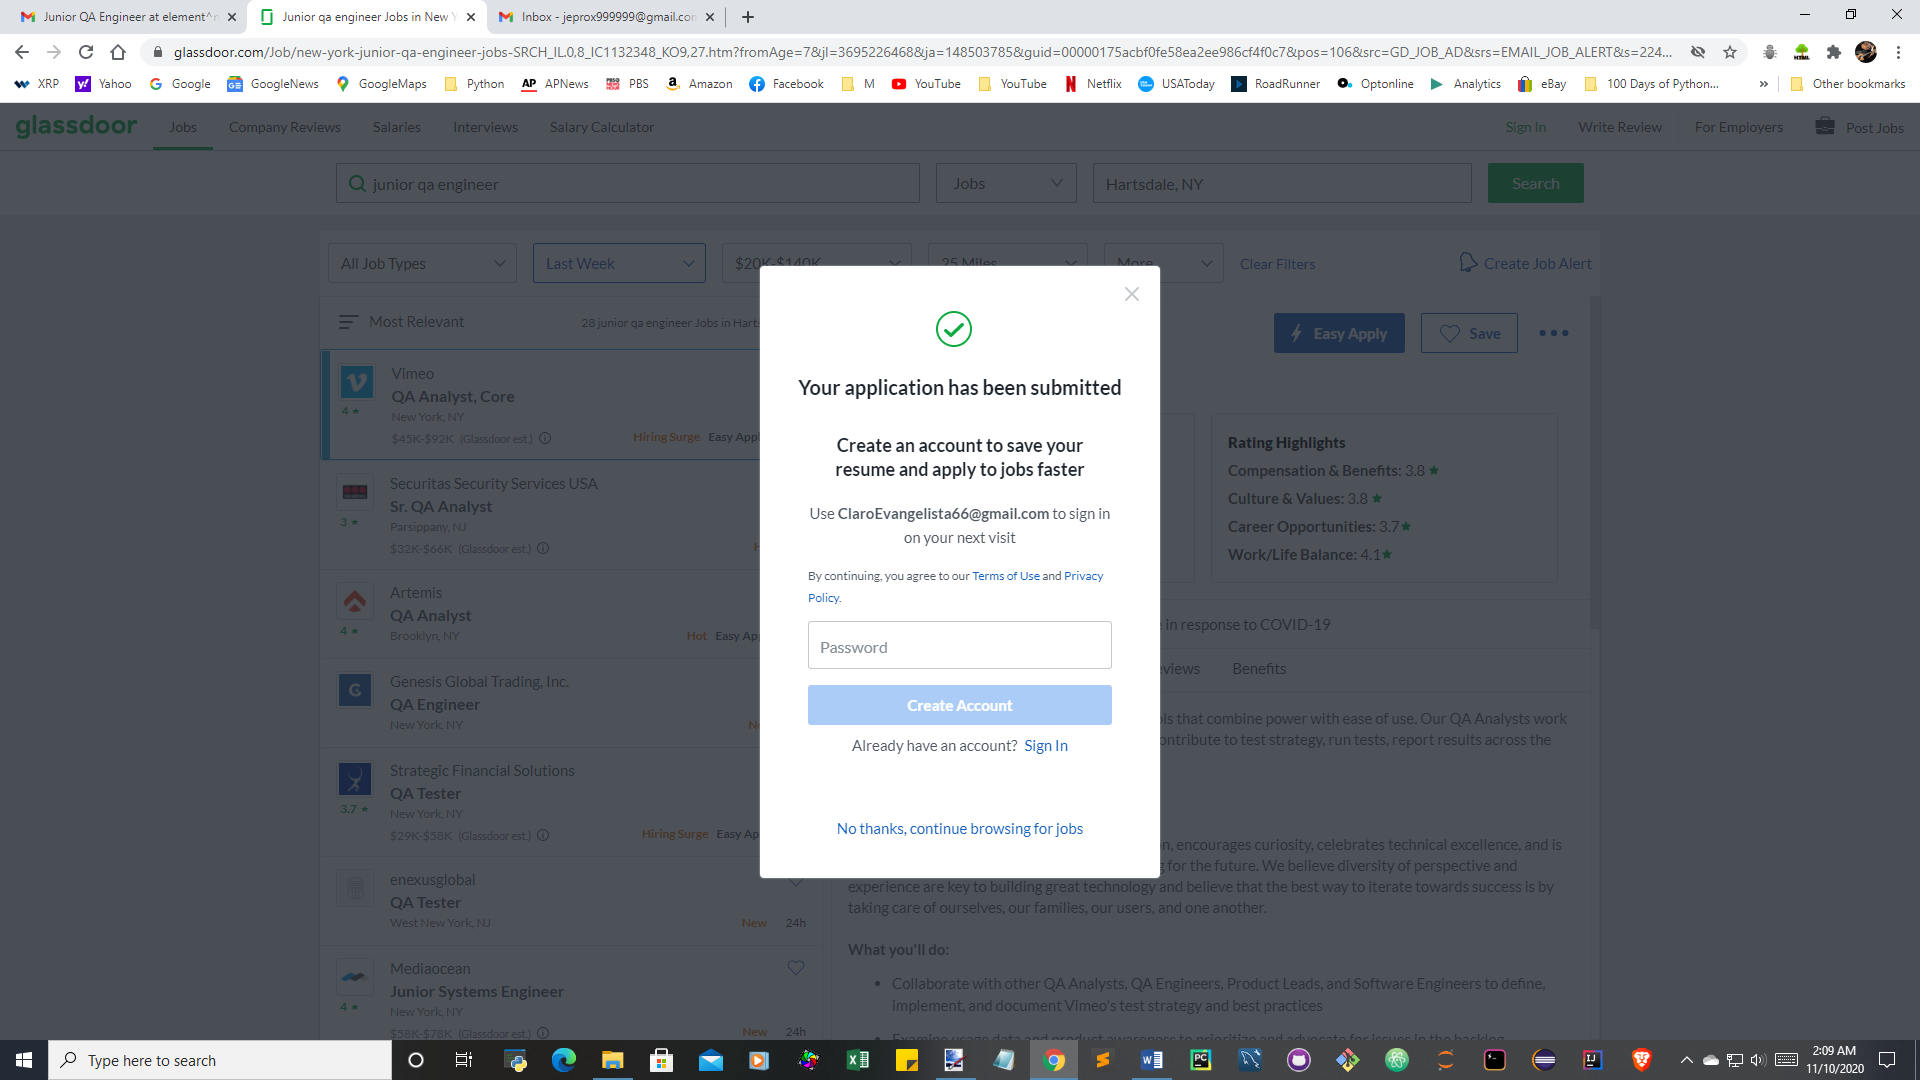 Junior QA Engineer at element^n
Junior qa engineer Jobs in New Y
Inbox - jeprox999999@gmail.com
glassdoor.com/Job/new-york-junior-qa-engineer-jobs-SRCH_IL.0,8_IC1132348_KO9,27.htm?fromAge=7&jl=3695226468&ja=148503785&guid=00000175acbf0fe58ea2ee986cf4f0c7&pos=106&src=GD_JOB_AD&srs=EMAIL_JOB_ALERT&s=224...
XRP Yahoo Google GoogleNews GoogleMaps Python APNews PBS Amazon Facebook M YouTube YouTube Netflix USAToday RoadRunner Optonline Analytics eBay 100 Days of Python... » Other bookmarks
glassdoor Jobs Company Reviews Salaries Interviews Salary Calculator Sign In Write Review For Employers Post Jobs
junior qa engineer Jobs Hartsdale, NY Search
All Job Types Last Week $20K-$140K 25 Miles More Clear Filters Create Job Alert
Most Relevant 28 junior qa engineer Jobs in Harts
Easy Apply Save
Vimeo
QA Analyst, Core
New York, NY
4 ★
$45K-$92K (Glassdoor est.) Hiring Surge Easy Appl
Securitas Security Services USA
Sr. QA Analyst
Parsippany, NJ
3 ★
$32K-$66K (Glassdoor est.)
Artemis
QA Analyst
Brooklyn, NY
4 ★
Hot Easy Ap
Genesis Global Trading, Inc.
QA Engineer
New York, NY
Strategic Financial Solutions
QA Tester
New York, NY
3.7 ★
$29K-$58K (Glassdoor est.) Hiring Surge Easy Ap
enexusglobal
QA Tester
West New York, NJ
New 24h
Mediaocean
Junior Systems Engineer
New York, NY
4 ★
$58K-$78K (Glassdoor est.) New 24h
Your application has been submitted
Create an account to save your
resume and apply to jobs faster
Use ClaroEvangelista66@gmail.com to sign in
on your next visit
By continuing, you agree to our Terms of Use and Privacy
Policy.
Password
Create Account
Already have an account? Sign In
No thanks, continue browsing for jobs
Rating Highlights
Compensation & Benefits: 3.8 ★
Culture & Values: 3.8 ★
Career Opportunities: 3.7★
Work/Life Balance: 4.1★
in response to COVID-19
views Benefits
ls that combine power with ease of use. Our QA Analysts work
ntribute to test strategy, run tests, report results across the
n, encourages curiosity, celebrates technical excellence, and is
g for the future. We believe diversity of perspective and
experience are key to building great technology and believe that the best way to iterate towards success is by
taking care of ourselves, our families, our users, and one another.
What you'll do:
• Collaborate with other QA Analysts, QA Engineers, Product Leads, and Software Engineers to define,
implement, and document Vimeo's test strategy and best practices
Type here to search
2:09 AM
11/10/2020